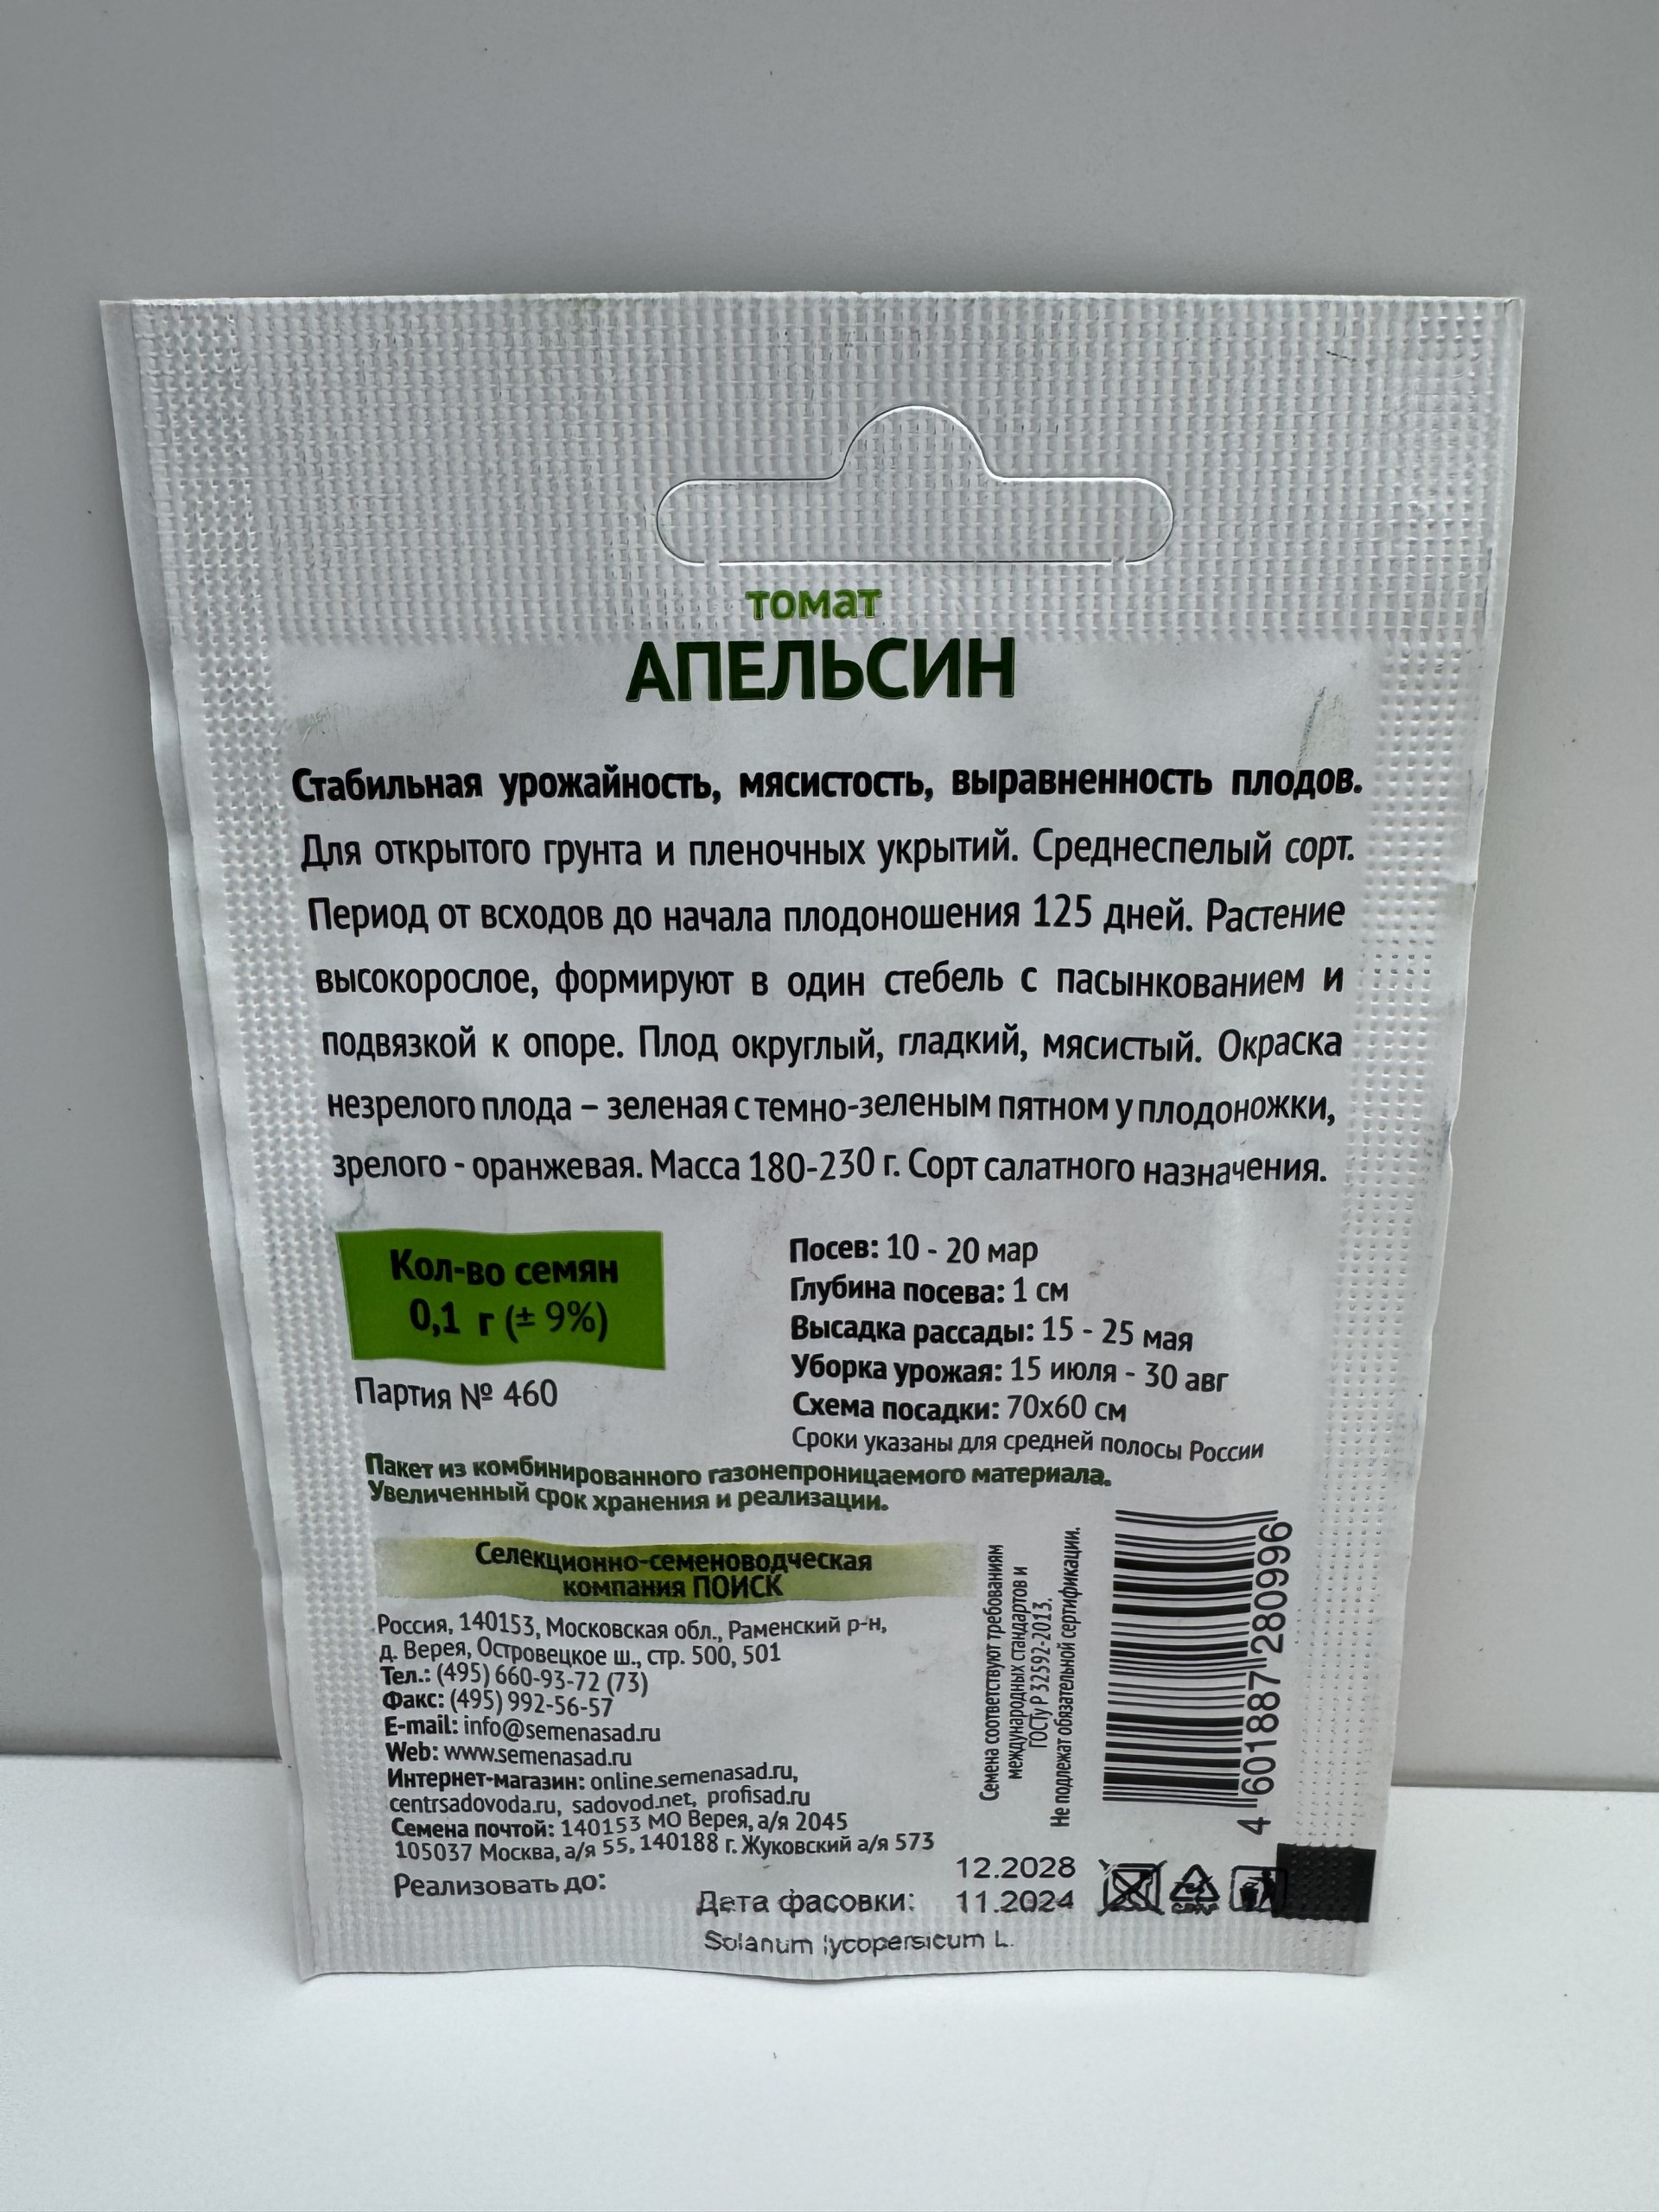 томат
АПЕЛЬСИН
Стабильная урожайность, мясистость, выравненность плодов.
Для открытого грунта и пленочных укрытий. Среднеспелый сорт.
Период от всходов до начала плодоношения 125 дней. Растение
высокорослое, формируют в один стебель с пасынкованием и
подвязкой к опоре. Плод округлый, гладкий, мясистый. Окраска
незрелого плода – зеленая с темно-зеленым пятном у плодоножки,
зрелого - оранжевая. Масса 180-230 г. Сорт салатного назначения.
Кол-во семян
0,1 г (± 9%)
Партия № 460
Посев: 10 - 20 мар
Глубина посева: 1 см
Высадка рассады: 15 - 25 мая
Уборка урожая: 15 июля - 30 авг
Схема посадки: 70x60 см
Сроки указаны для средней полосы России
Пакет из комбинированного газонепроницаемого материала.
Увеличенный срок хранения и реализации.
Селекционно-семеноводческая
компания ПОИСК
Россия, 140153, Московская обл., Раменский р-н,
д. Верея, Островецкое ш., стр. 500, 501
Тел.: (495) 660-93-72 (73)
Факс: (495) 992-56-57
E-mail: info@semenasad.ru
Web: www.semenasad.ru
Интернет-магазин: online.semenasad.ru,
centrsadovoda.ru, sadovod.net, profisad.ru
Семена почтой: 140153 МО Верея, а/я 2045
105037 Москва, а/я 55, 140188 г. Жуковский а/я 573
Семена соответствуют требованиям
международных стандартов и
ГОСТу Р 32592-2013.
Не подлежат обязательной сертификации.
4 601887 280996
Реализовать до:
12.2028
Дата фасовки: 11.2024
Solanum lycopersicum L.